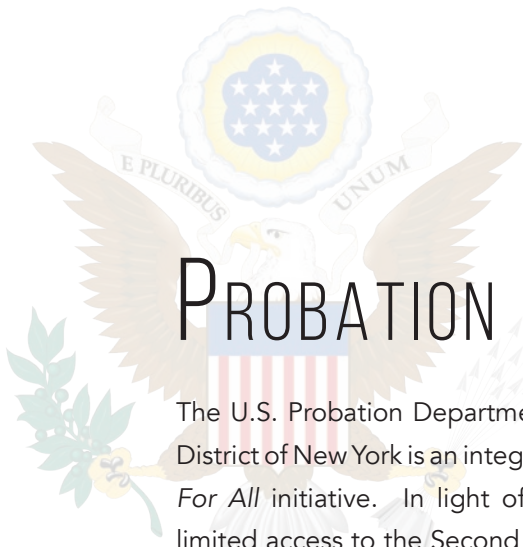 E PLURIBUS UNUM
PROBATION
The U.S. Probation Departme
District of New York is an integ
For All initiative. In light of
limited access to the Second